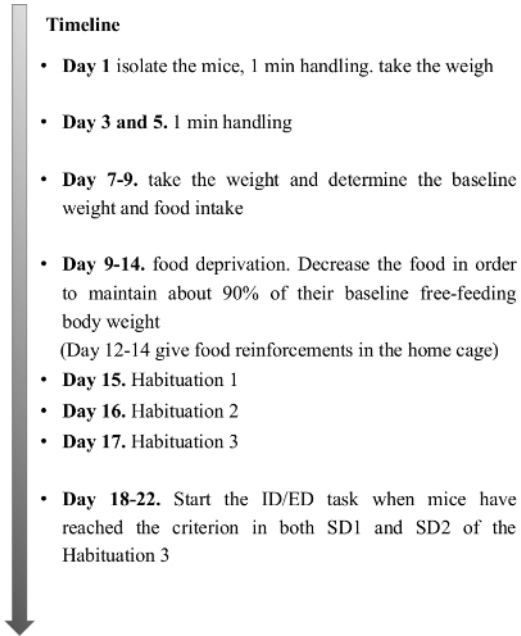 Timeline
• Day 1 isolate the mice, 1 min handling. take the weigh
• Day 3 and 5. 1 min handling
• Day 7-9. take the weight and determine the baseline
weight and food intake
• Day 9-14. food deprivation. Decrease the food in order
to maintain about 90% of their baseline free-feeding
body weight
(Day 12-14 give food reinforcements in the home cage)
• Day 15. Habituation 1
• Day 16. Habituation 2
• Day 17. Habituation 3
• Day 18-22. Start the ID/ED task when mice have
reached the criterion in both SD1 and SD2 of the
Habituation 3